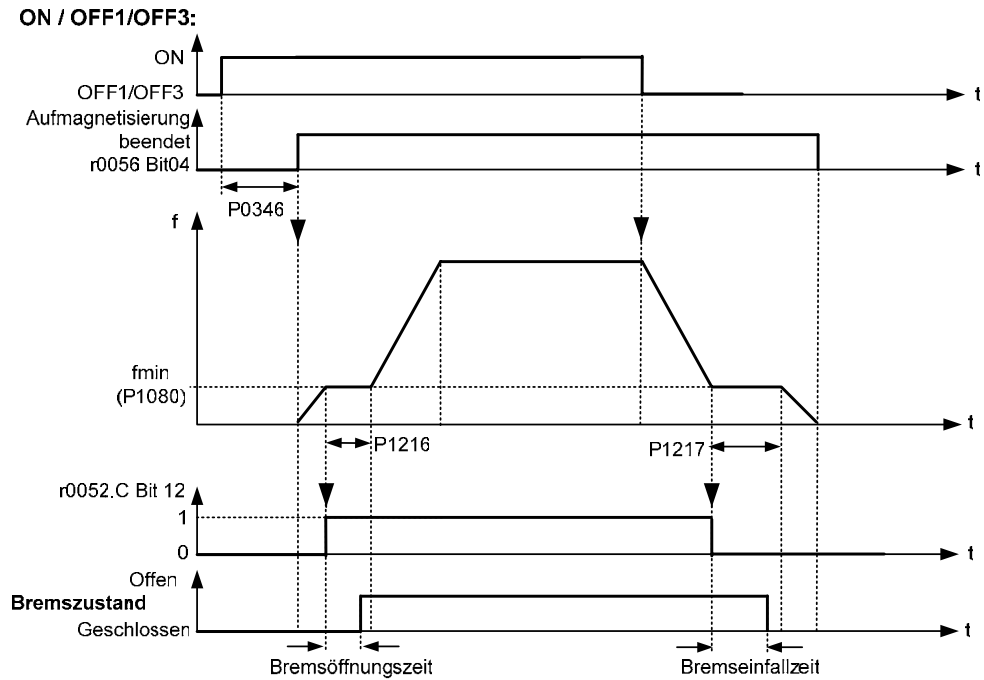 ON / OFF1/OFF3:
ON
OFF1/OFF3
t
Aufmagnetisierung
beendet
r0056 Bit04
t
P0346
f
fmin
(P1080)
t
P1216
P1217
r0052.C Bit 12
1
0
t
Offen
Bremszustand
Geschlossen
t
Bremsöffnungszeit
Bremseinfallzeit